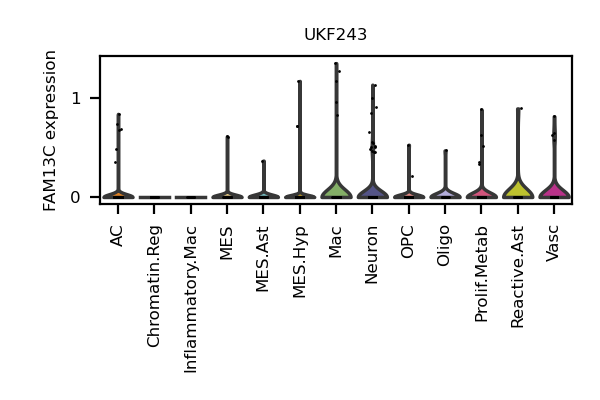 UKF243
FAM13C expression
1
0
AC
Chromatin.Reg
Inflammatory.Mac
MES
MES.Ast
MES.Hyp
Mac
Neuron
OPC
Oligo
Prolif.Metab
Reactive.Ast
Vasc